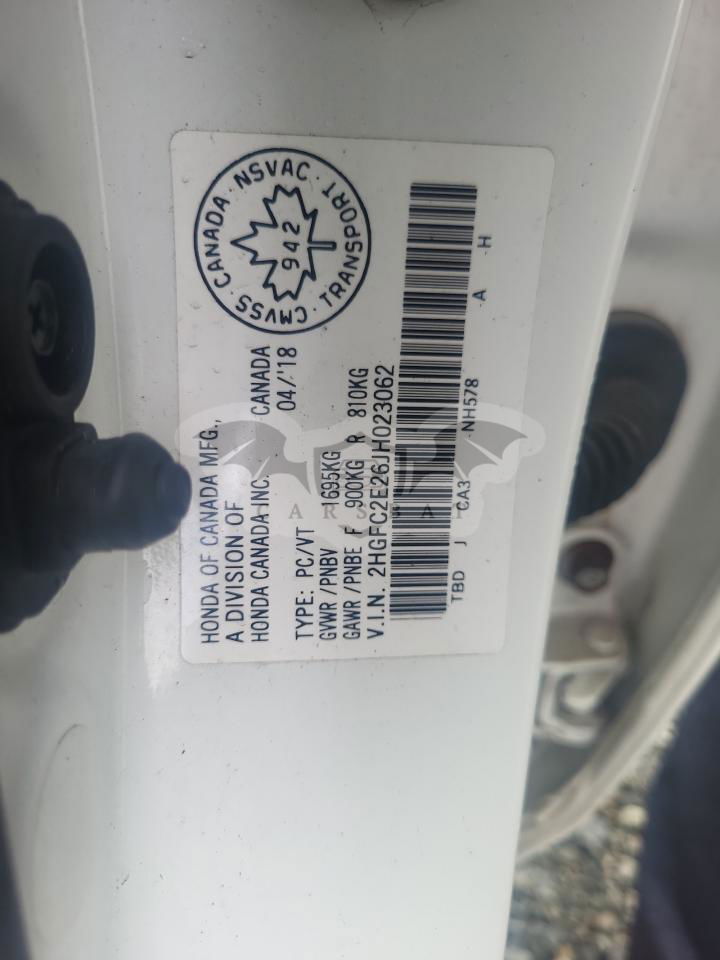 HONDA OF CANADA MFG.,
A DIVISION OF
HONDA CANADA INC. CANADA
04/'18
TYPE: PC/VT
GVWR /PNBV 1695KG
GAWR /PNBE F 900KG R 810KG
V.I.N. 2HGFC2E26JH023062
TBD J CA3 NH578 A H
CMVSS · CANADA · NSVAC · TRANSPORT ·
942
CARSBAT